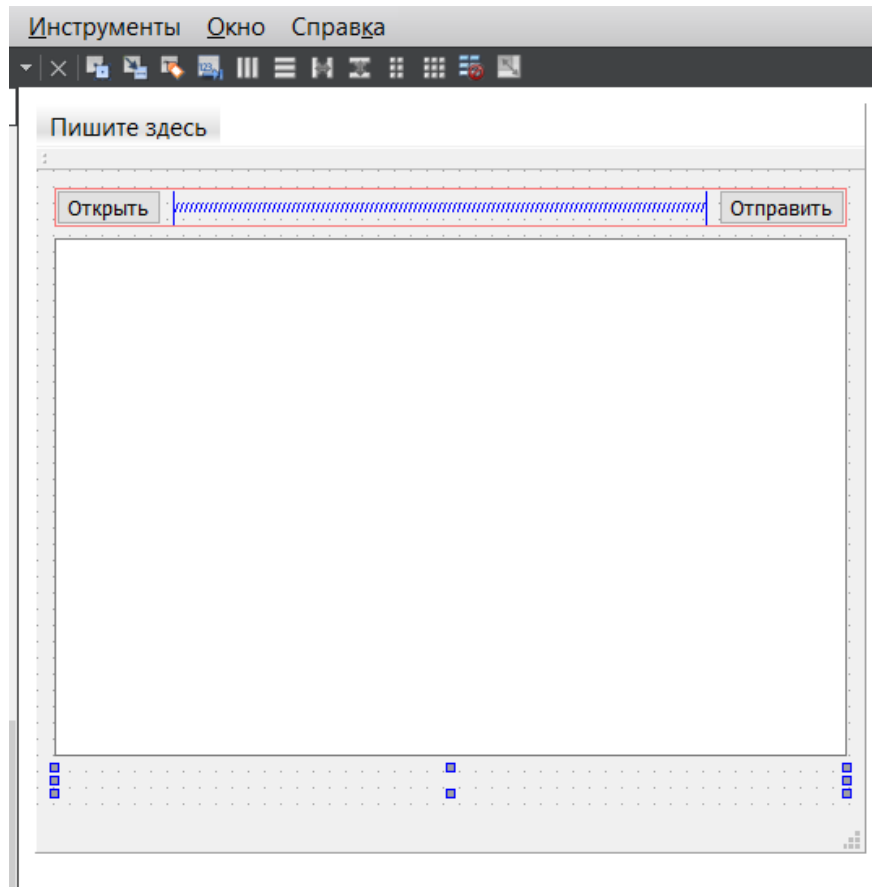 Инструменты Окно Справка
Пишите здесь
Открыть Отправить